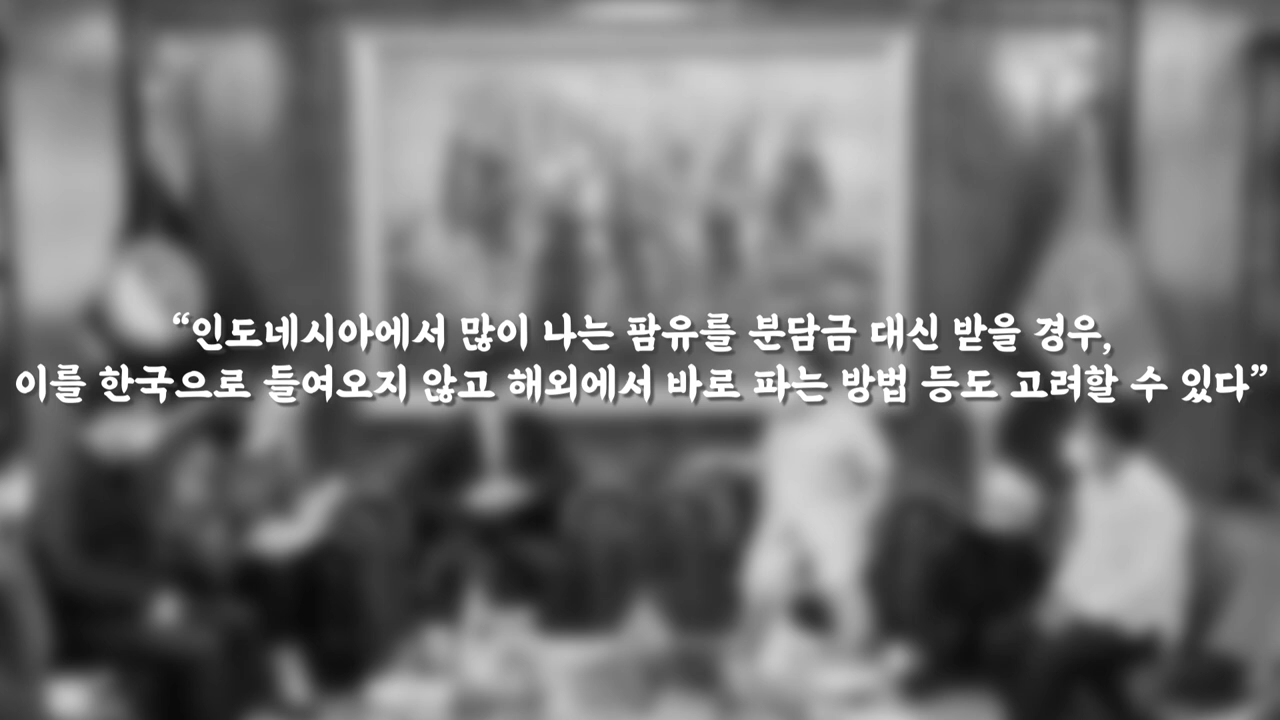 “인도네시아에서 많이 나는 팜유를 분담금 대신 받을 경우,
이를 한국으로 들여오지 않고 해외에서 바로 파는 방법 등도 고려할 수 있다”